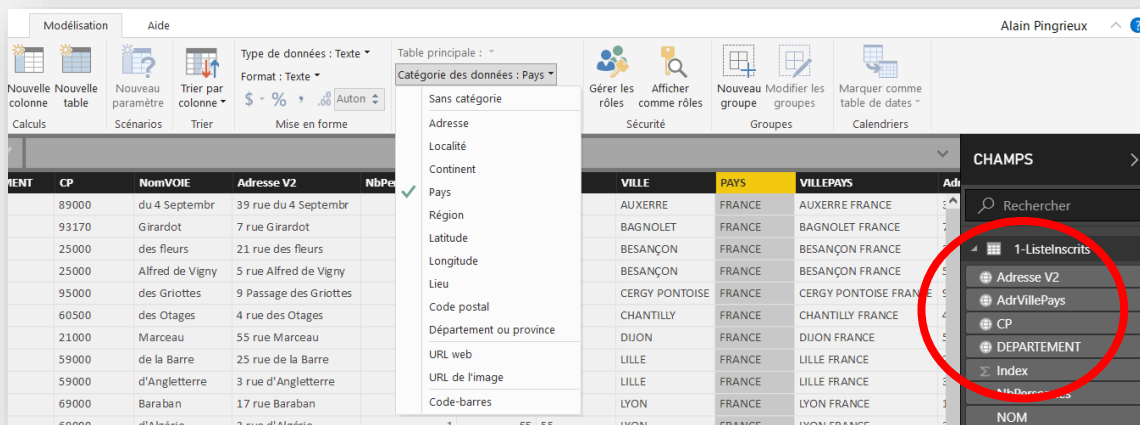 Modélisation Aide Alain Pingrieux
Nouvelle colonne
Nouvelle table
Calculs
Nouveau paramètre
Scénarios
Trier par colonne
Trier
Type de données : Texte
Format : Texte
$ % Auton
Mise en forme
Table principale :
Catégorie des données : Pays
Gérer les rôles
Afficher comme rôles
Sécurité
Nouveau groupe
Modifier les groupes
Groupes
Marquer comme table de dates
Calendriers
Sans catégorie
Adresse
Localité
Continent
Pays
Région
Latitude
Longitude
Lieu
Code postal
Département ou province
URL web
URL de l'image
Code-barres
CP NomVOIE Adresse V2 VILLE PAYS VILLEPAYS
89000 du 4 Septembr 39 rue du 4 Septembr AUXERRE FRANCE AUXERRE FRANCE
93170 Girardot 7 rue Girardot BAGNOLET FRANCE BAGNOLET FRANCE
25000 des fleurs 21 rue des fleurs BESANÇON FRANCE BESANÇON FRANCE
25000 Alfred de Vigny 5 rue Alfred de Vigny BESANÇON FRANCE BESANÇON FRANCE
95000 des Griottes 9 Passage des Griottes CERGY PONTOISE FRANCE CERGY PONTOISE FRANCE
60500 des Otages 4 rue des Otages CHANTILLY FRANCE CHANTILLY FRANCE
21000 Marceau 55 rue Marceau DIJON FRANCE DIJON FRANCE
59000 de la Barre 25 rue de la Barre LILLE FRANCE LILLE FRANCE
59000 d'Angletterre 3 rue d'Angletterre LILLE FRANCE LILLE FRANCE
69000 Baraban 17 rue Baraban LYON FRANCE LYON FRANCE
CHAMPS
Rechercher
1-ListeInscrits
Adresse V2
AdrVillePays
CP
DEPARTEMENT
Index
NbPersonnes
NOM